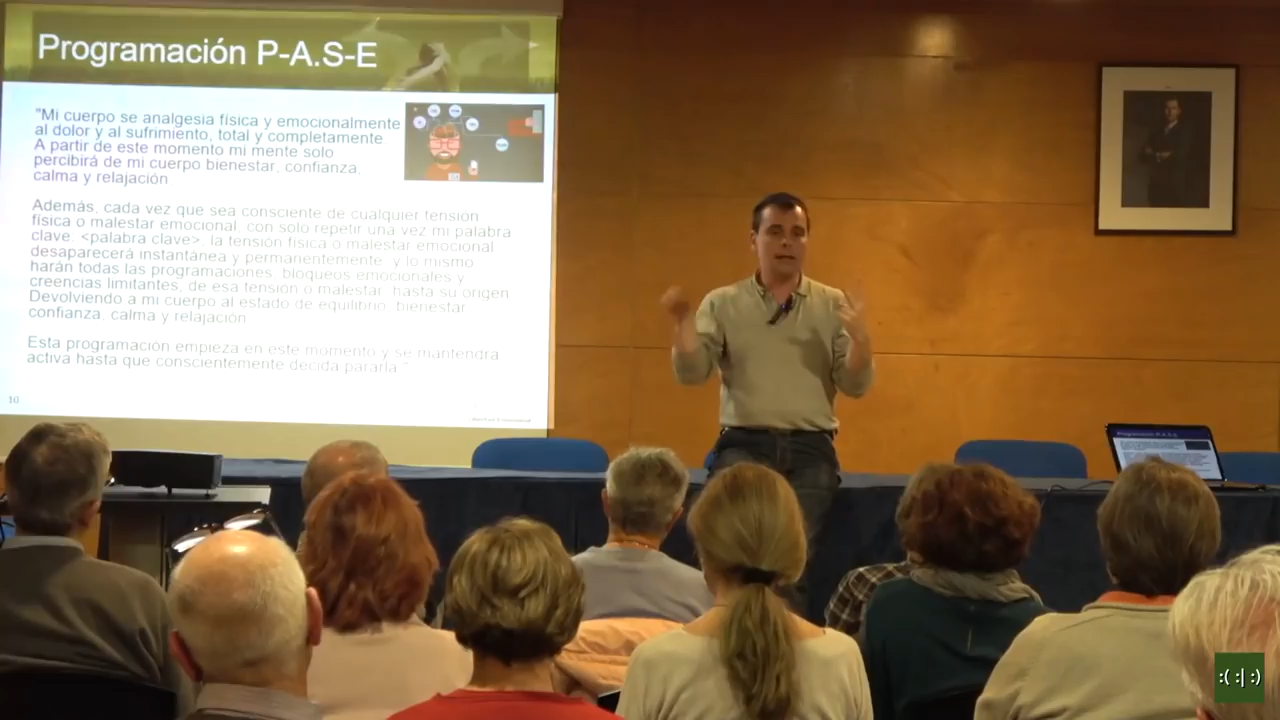 Programación P-A.S-E
"Mi cuerpo se analgesia física y emocionalmente
al dolor y al sufrimiento, total y completamente.
A partir de este momento mi mente solo
percibirá de mi cuerpo bienestar, confianza,
calma y relajación
Además, cada vez que sea consciente de cualquier tensión
física o malestar emocional, con solo repetir una vez mi palabra
clave, <palabra clave>, la tensión física o malestar emocional
desaparecerá instantánea y permanentemente y lo mismo
harán todas las programaciones, bloqueos emocionales y
creencias limitantes, de esa tensión o malestar, hasta su origen
Devolviendo a mi cuerpo al estado de equilibrio, bienestar
confianza, calma y relajación.
Esta programación empieza en este momento y se mantendrá
activa hasta que conscientemente decida pararla."
10
Programación P-A.S-E
:( :| :)